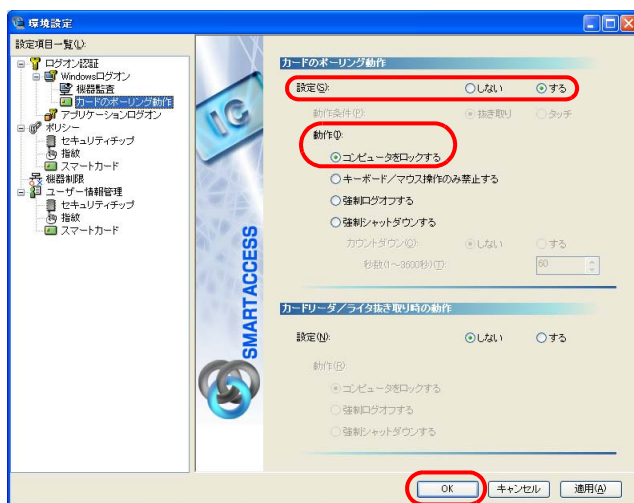 環境設定
設定項目一覧(L):
ログオン認証
Windowsログオン
機器監査
カードのポーリング動作
アプリケーションログオン
ポリシー
セキュリティチップ
指紋
スマートカード
機器制限
ユーザー情報管理
セキュリティチップ
指紋
スマートカード
IC
SMARTACCESS
カードのポーリング動作
設定(S): しない する
動作条件(P): 抜き取り タッチ
動作(I):
コンピュータをロックする
キーボード/マウス操作のみ禁止する
強制ログオフする
強制シャットダウンする
カウントダウン(O): しない する
秒数(1~3600秒)(T): 60
カードリーダ/ライタ抜き取り時の動作
設定(N): しない する
動作(R):
コンピュータをロックする
強制ログオフする
強制シャットダウンする
OK キャンセル 適用(A)